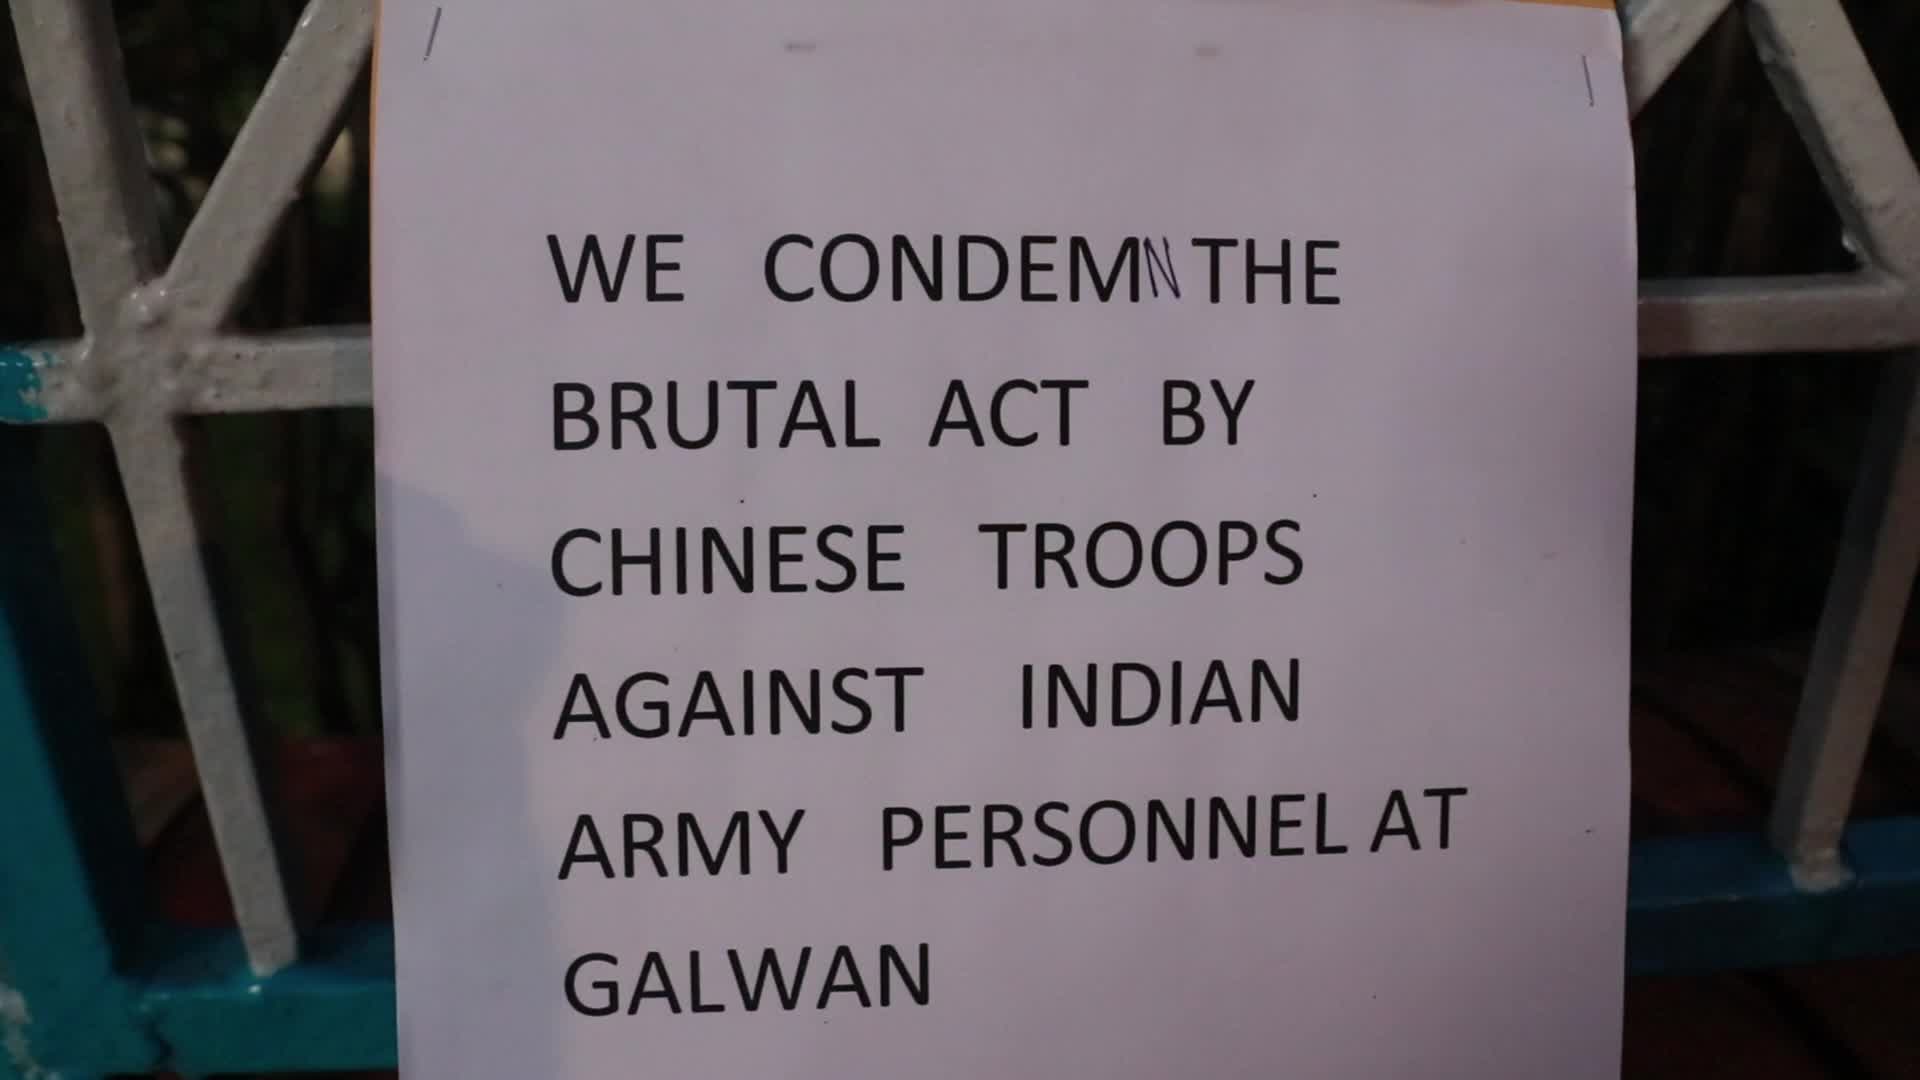 WE CONDEMN THE
BRUTAL ACT BY
CHINESE TROOPS
AGAINST INDIAN
ARMY PERSONNEL AT
GALWAN